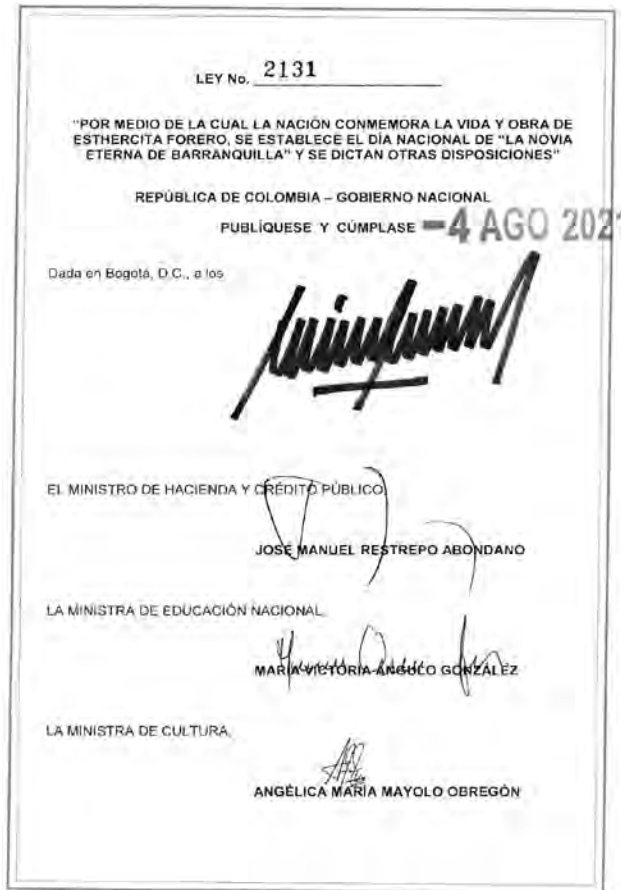 LEY No. 2131
"POR MEDIO DE LA CUAL LA NACIÓN CONMEMORA LA VIDA Y OBRA DE
ESTHERCITA FORERO, SE ESTABLECE EL DÍA NACIONAL DE "LA NOVIA
ETERNA DE BARRANQUILLA" Y SE DICTAN OTRAS DISPOSICIONES"
REPÚBLICA DE COLOMBIA – GOBIERNO NACIONAL
PUBLÍQUESE Y CÚMPLASE -4 AGO 2021
Dada en Bogotá, D.C., a los
EL MINISTRO DE HACIENDA Y CRÉDITO PÚBLICO,
JOSÉ MANUEL RESTREPO ABONDANO
LA MINISTRA DE EDUCACIÓN NACIONAL,
MARÍA VICTORIA ANGULO GONZÁLEZ
LA MINISTRA DE CULTURA,
ANGÉLICA MARÍA MAYOLO OBREGÓN